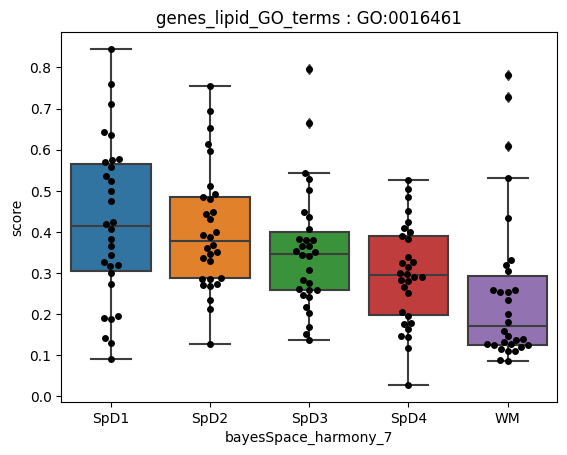 genes_lipid_GO_terms : GO:0016461
score
0.8
0.7
0.6
0.5
0.4
0.3
0.2
0.1
0.0
SpD1 SpD2 SpD3 SpD4 WM
bayesSpace_harmony_7